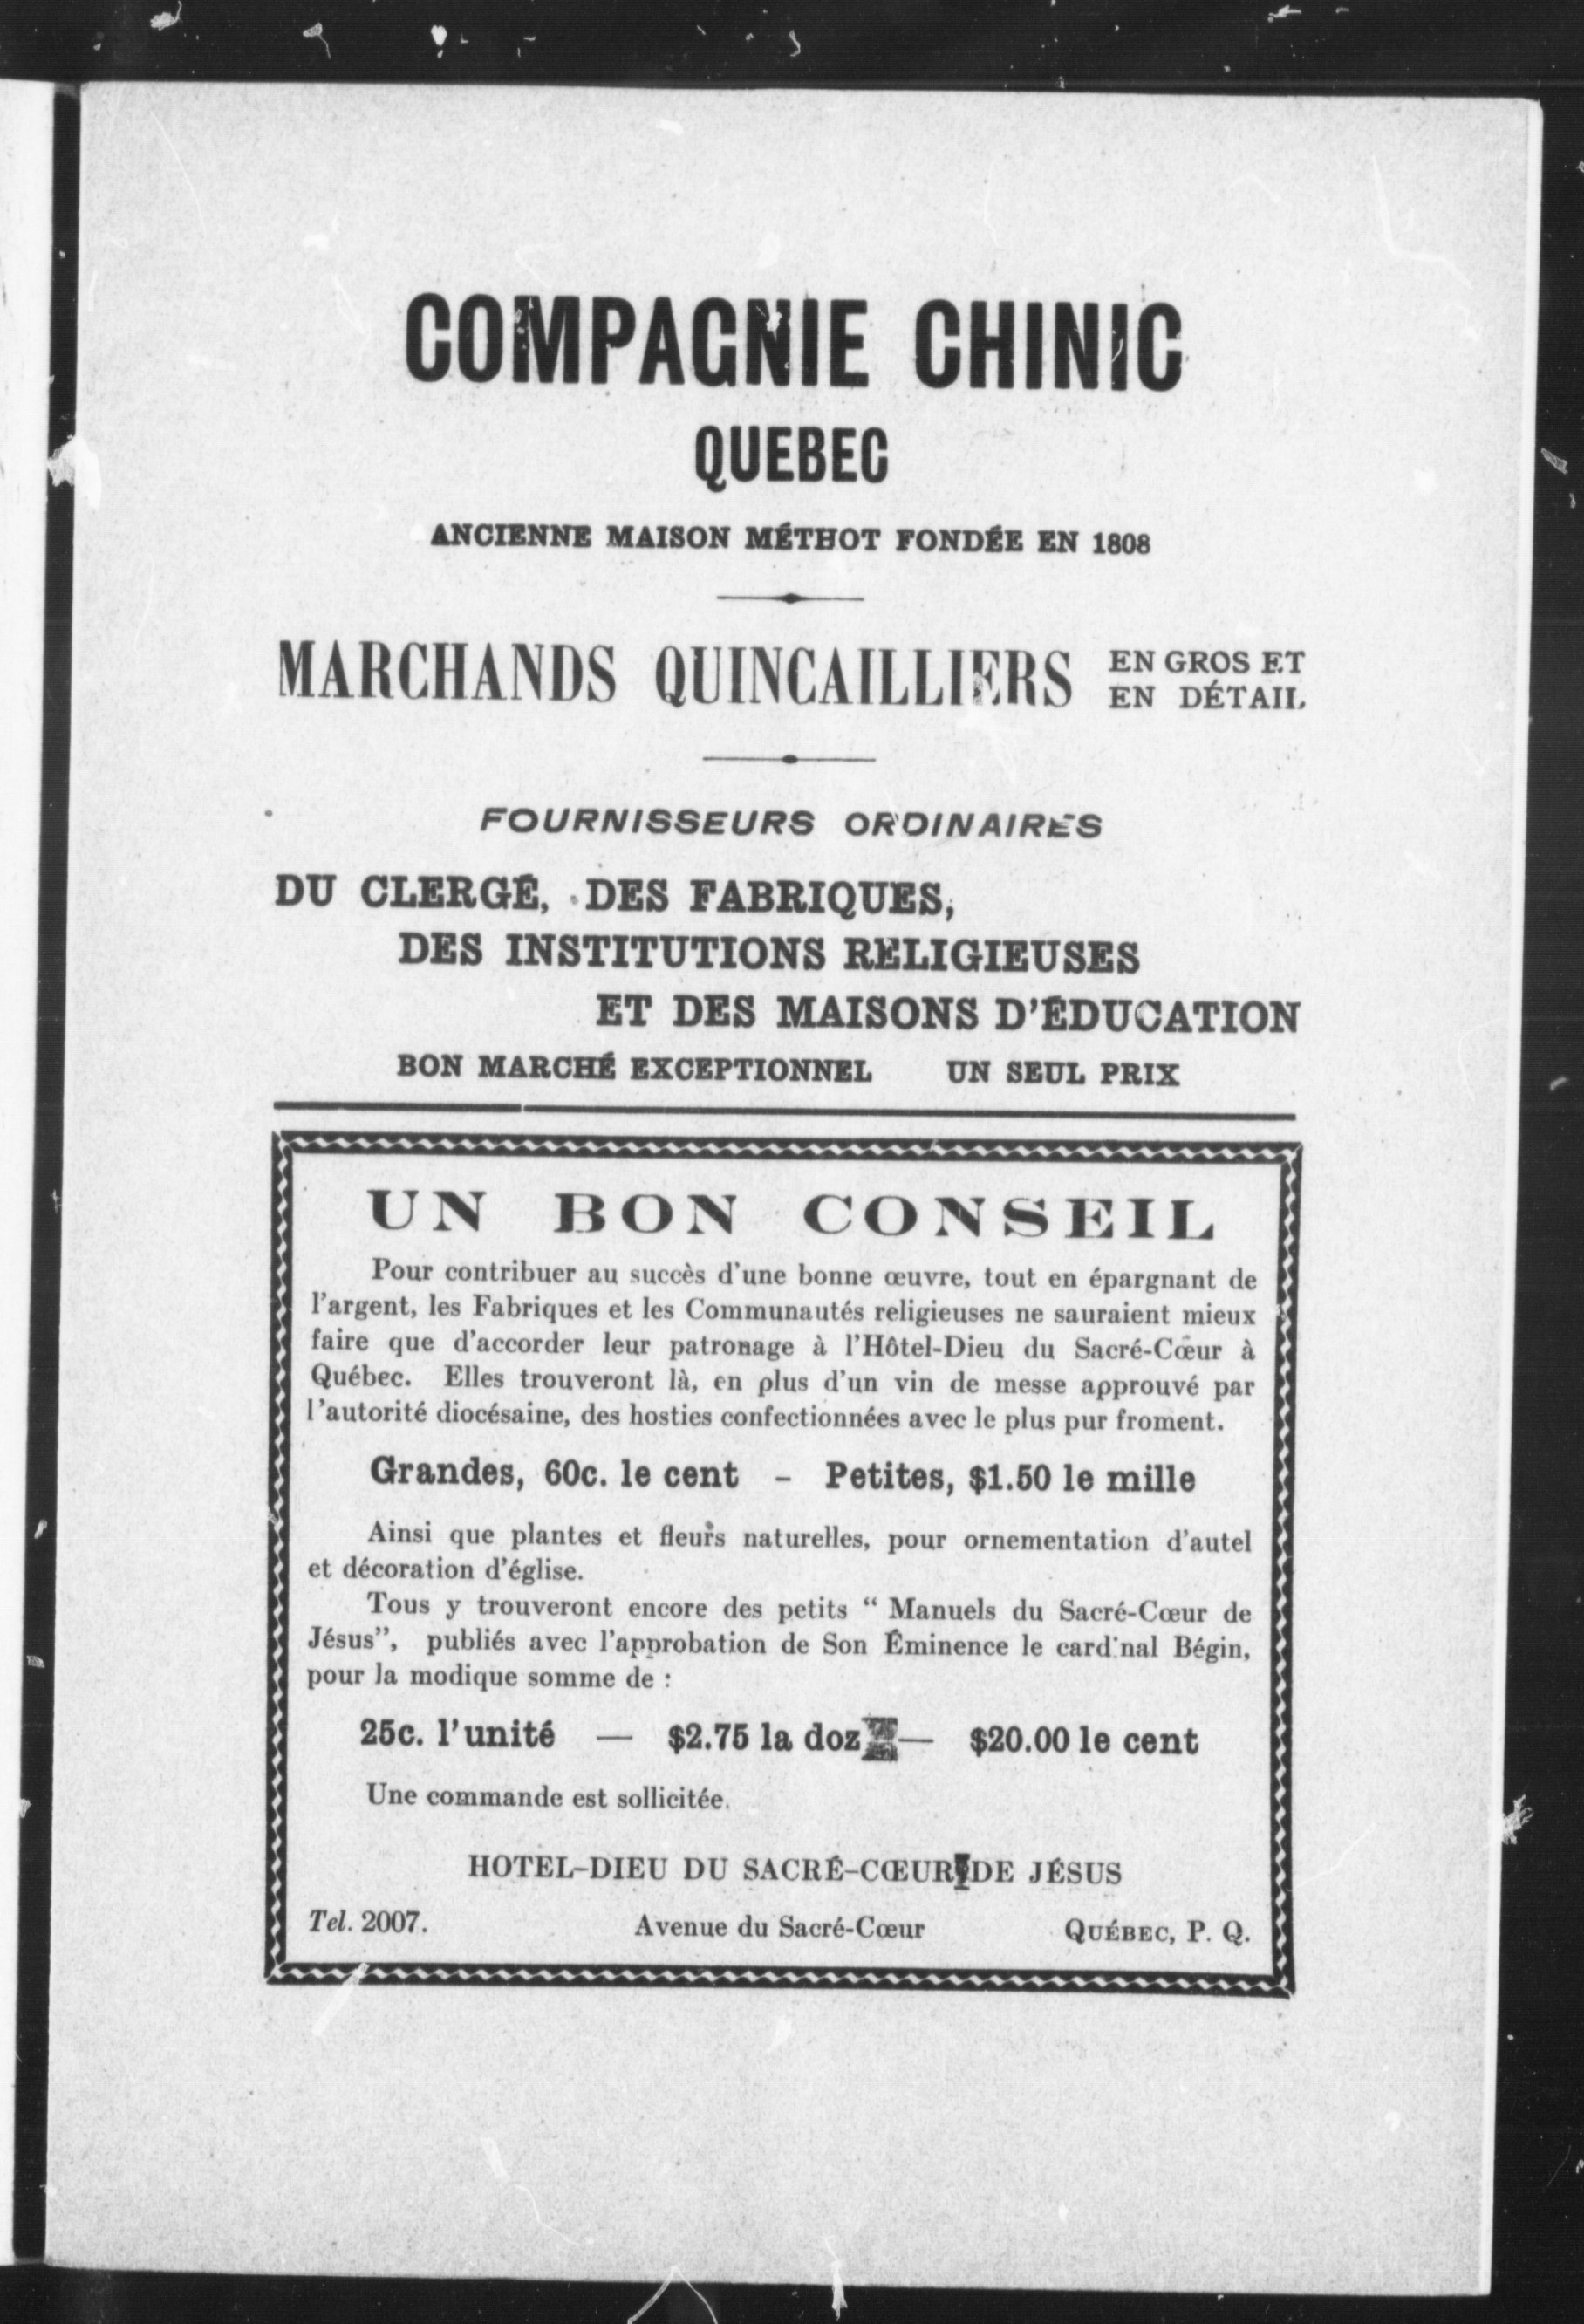 COMPAGNIE CHINIC
QUEBEC
ANCIENNE MAISON MÉTHOT FONDÉE EN 1808
MARCHANDS QUINCAILLIERS EN GROS ET
EN DÉTAIL
FOURNISSEURS ORDINAIRES
DU CLERGÉ, DES FABRIQUES,
DES INSTITUTIONS RELIGIEUSES
ET DES MAISONS D'ÉDUCATION
BON MARCHÉ EXCEPTIONNEL UN SEUL PRIX
UN BON CONSEIL
Pour contribuer au succès d'une bonne œuvre, tout en épargnant de
l'argent, les Fabriques et les Communautés religieuses ne sauraient mieux
faire que d'accorder leur patronage à l'Hôtel-Dieu du Sacré-Cœur à
Québec. Elles trouveront là, en plus d'un vin de messe approuvé par
l'autorité diocésaine, des hosties confectionnées avec le plus pur froment.
Grandes, 60c. le cent - Petites, $1.50 le mille
Ainsi que plantes et fleurs naturelles, pour ornementation d'autel
et décoration d'église.
Tous y trouveront encore des petits “ Manuels du Sacré-Cœur de
Jésus”, publiés avec l'approbation de Son Éminence le cardinal Bégin,
pour la modique somme de :
25c. l'unité — $2.75 la doz — $20.00 le cent
Une commande est sollicitée.
HOTEL-DIEU DU SACRÉ-CŒUR DE JÉSUS
Tel. 2007. Avenue du Sacré-Cœur QUÉBEC, P. Q.